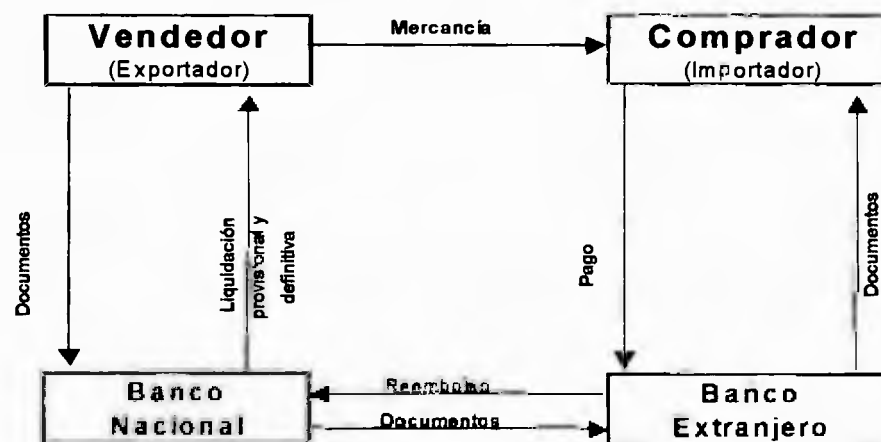 Vendedor
(Exportador)
Mercancía
Comprador
(Importador)
Documentos
Liquidación
provisional y
definitiva
Pago
Documentos
Banco
Nacional
Reembolso
Documentos
Banco
Extranjero